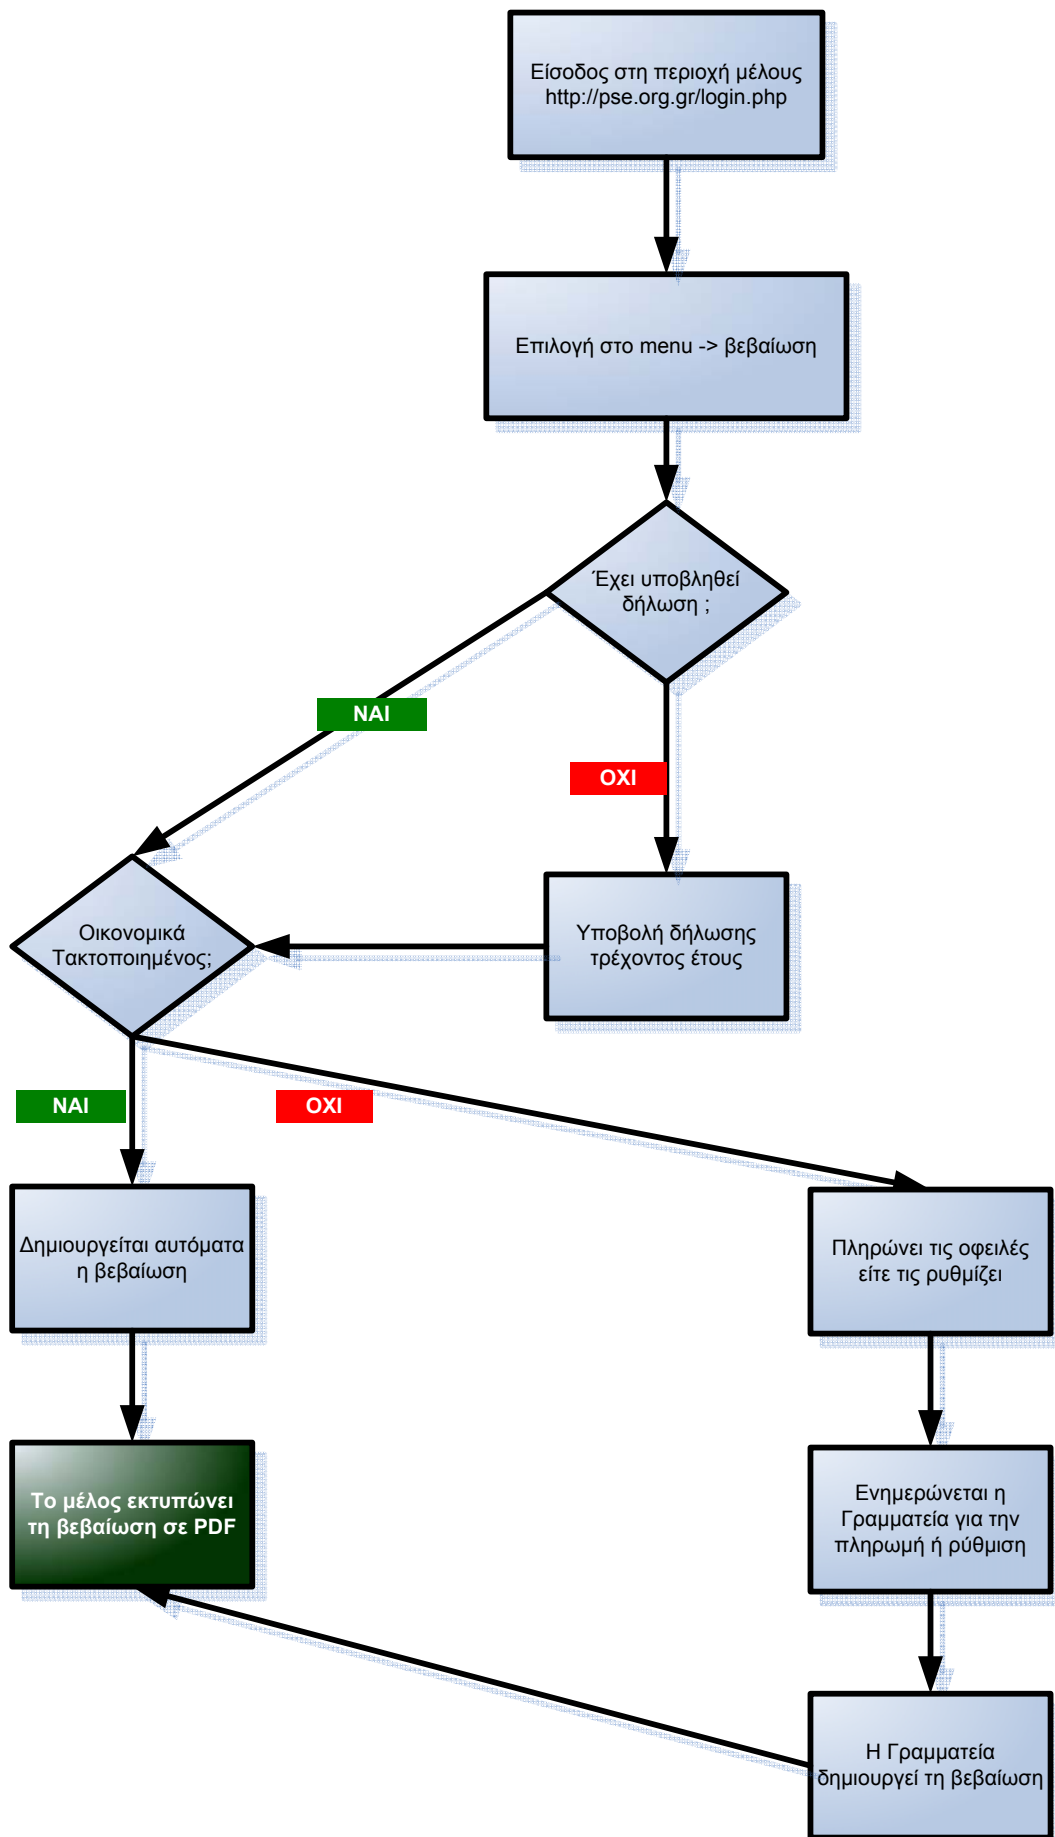 Είσοδος στη περιοχή μέλους
http://pse.org.gr/login.php
Επιλογή στο menu -> βεβαίωση
Έχει υποβληθεί
δήλωση ;
ΝΑΙ
ΟΧΙ
Οικονομικά
Τακτοποιημένος;
Υποβολή δήλωσης
τρέχοντος έτους
ΝΑΙ
ΟΧΙ
Δημιουργείται αυτόματα
η βεβαίωση
Πληρώνει τις οφειλές
είτε τις ρυθμίζει
Το μέλος εκτυπώνει
τη βεβαίωση σε PDF
Ενημερώνεται η
Γραμματεία για την
πληρωμή ή ρύθμιση
Η Γραμματεία
δημιουργεί τη βεβαίωση